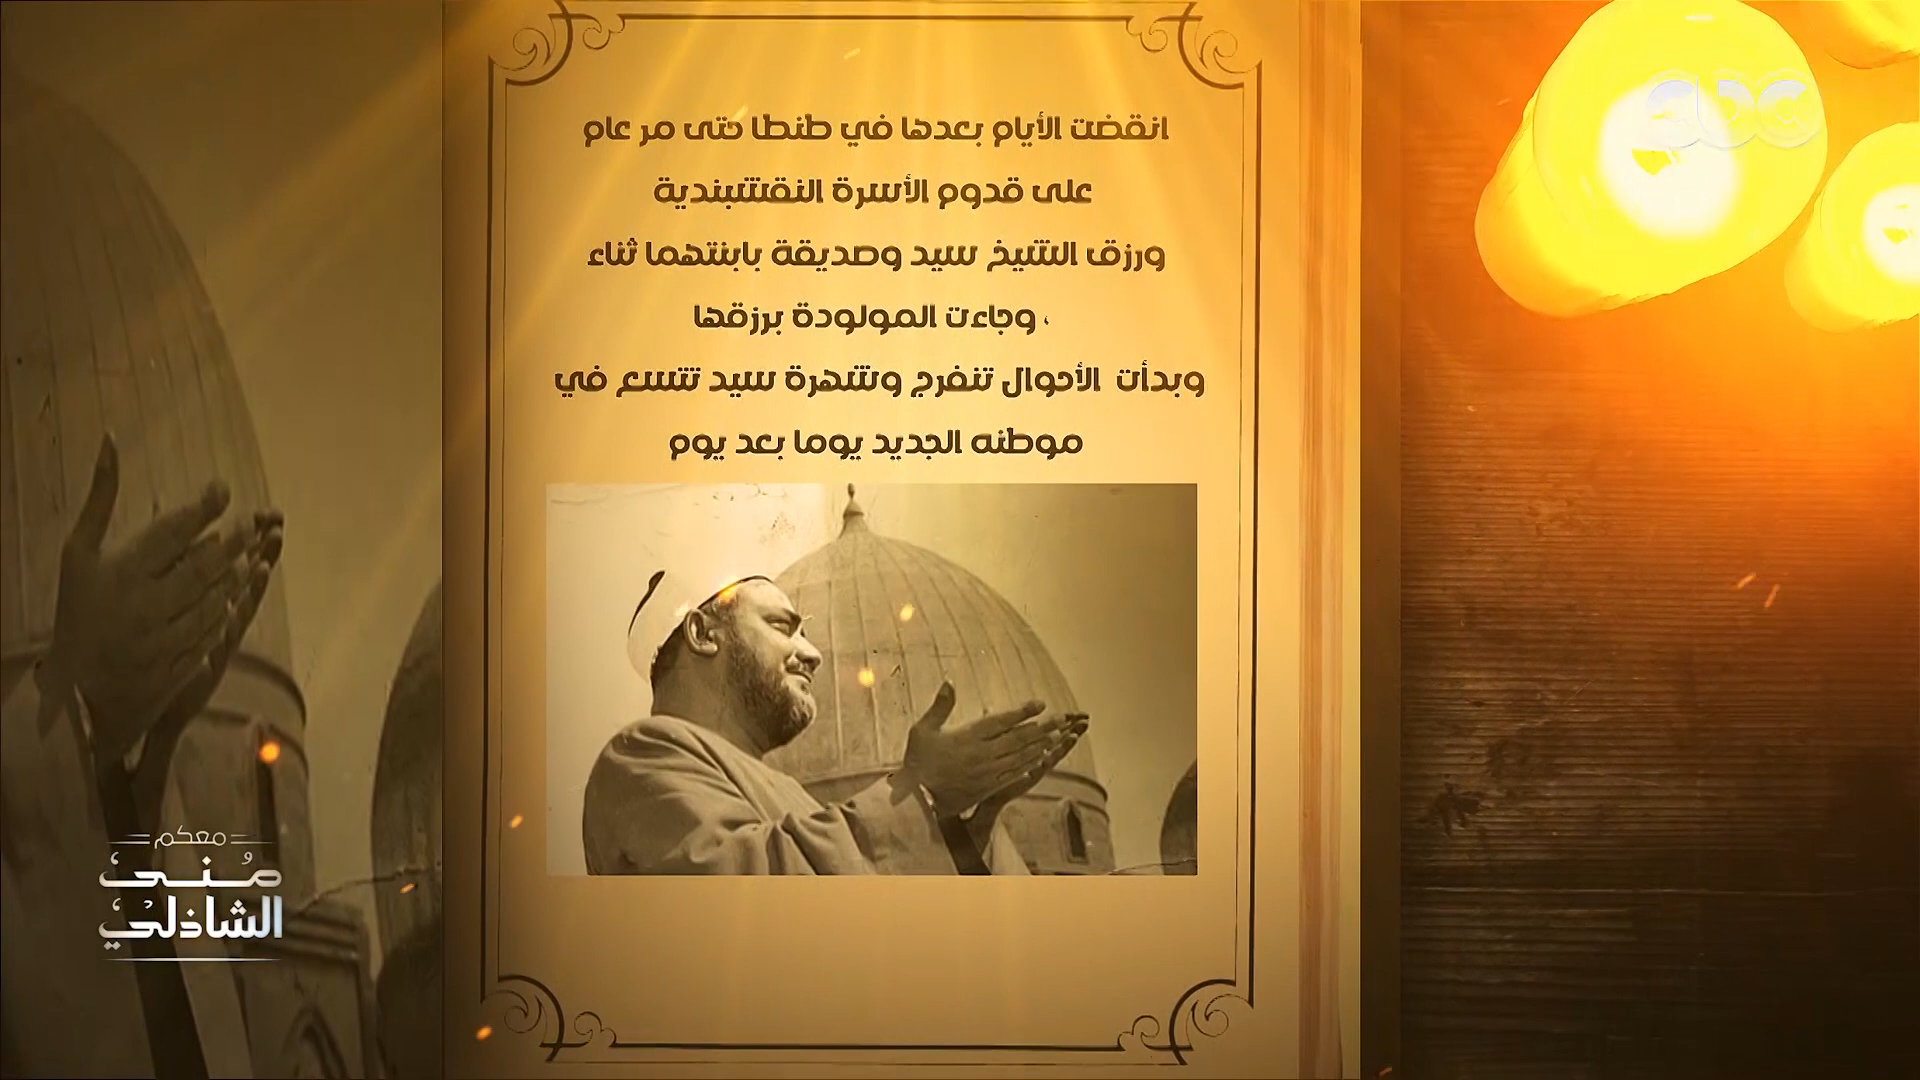 انقضت الأيام بعدها في طنطا حتى مر عام
على قدوم الأسرة النقشبندية
ورزق الشيخ سيد وصديقة بابنتهما ثناء
، وجاءت المولودة برزقها
وبدأت الأحوال تنفرج وشهرة سيد تتسع في
موطنه الجديد يوما بعد يوم
معكم
منى
الشاذلي
cbc